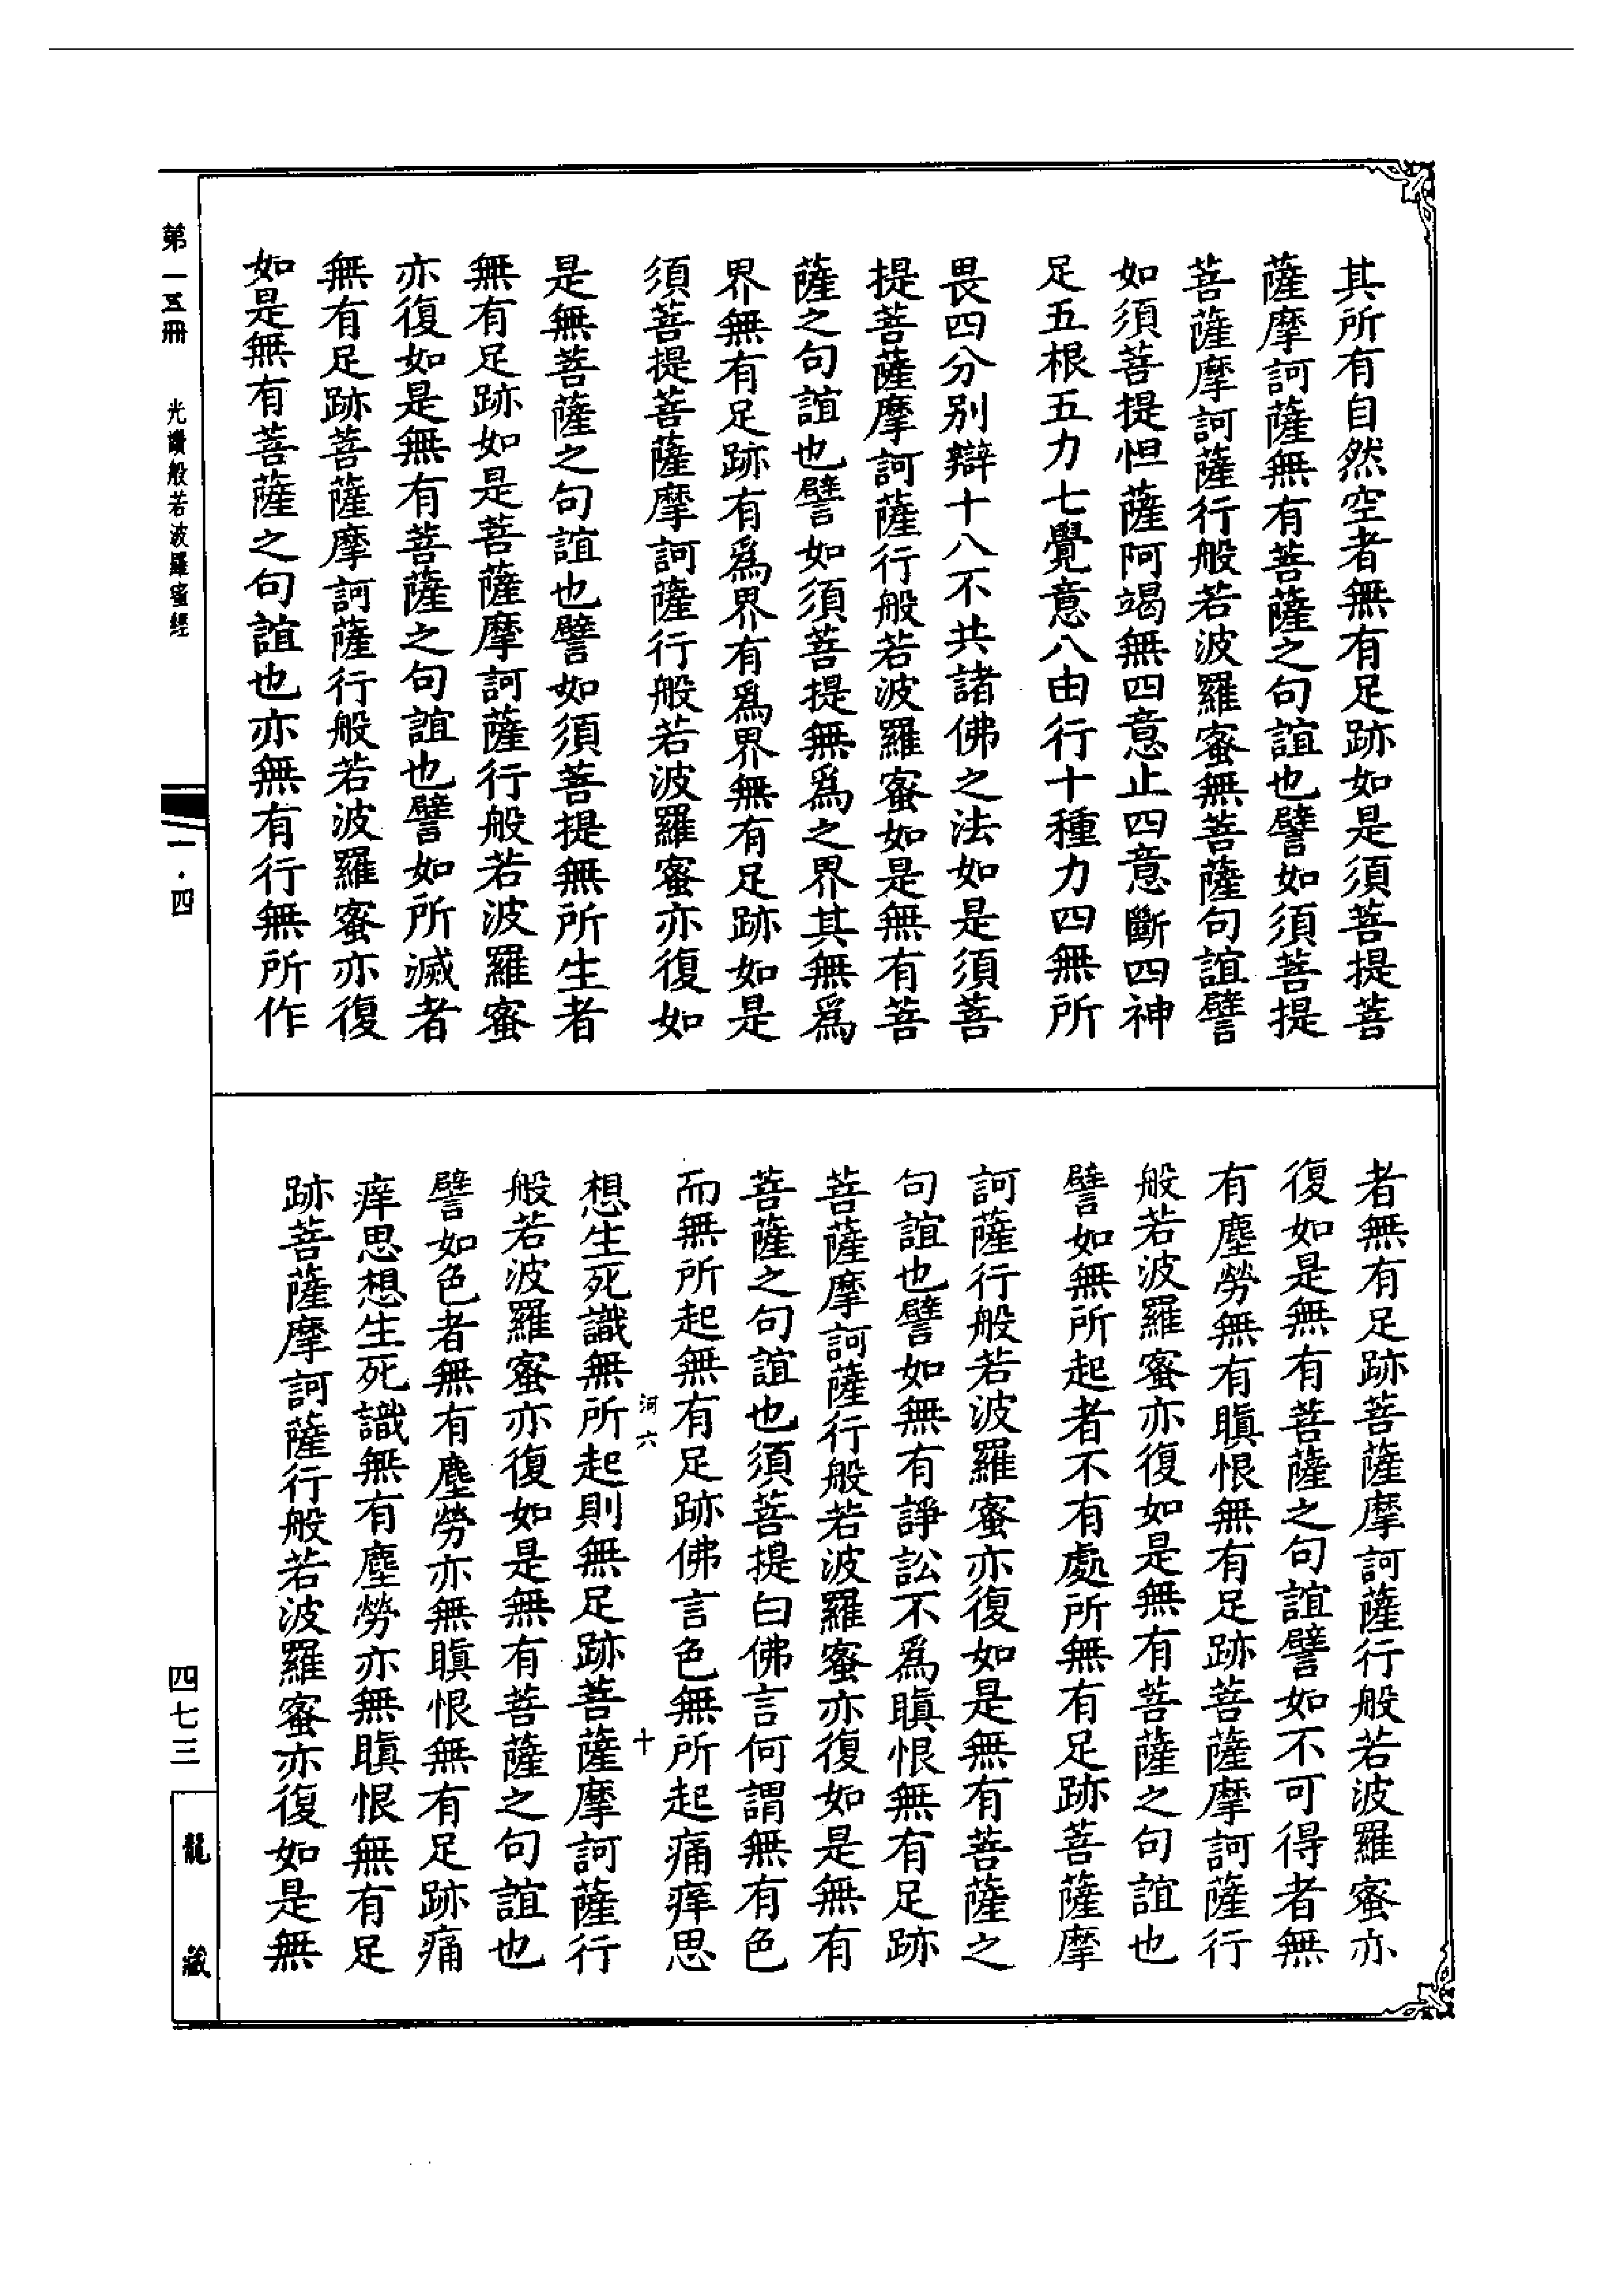 其所有自然空者無有足跡如是須菩提菩
薩摩訶薩無有菩薩之句誼也譬如須菩提
菩薩摩訶薩行般若波羅蜜無菩薩句誼譬
如須菩提怛薩阿竭無四意止四意斷四神
足五根五力七覺意八由行十種力四無所
畏四分别辯十八不共諸佛之法如是須菩
提菩薩摩訶薩行般若波羅蜜如是無有菩
薩之句誼也譬如須菩提無爲之界其無爲
界無有足跡有爲界有爲界無有足跡如是
須菩提菩薩摩訶薩行般若波羅蜜亦復如
是無菩薩之句誼也譬如須菩提無所生者
無有足跡如是菩薩摩訶薩行般若波羅蜜
亦復如是無有菩薩之句誼也譬如所滅者
無有足跡菩薩摩訶薩行般若波羅蜜亦復
如是無有菩薩之句誼也亦無有行無所作
者無有足跡菩薩摩訶薩行般若波羅蜜亦
復如是無有菩薩之句誼譬如不可得者無
有塵勞無有瞋恨無有足跡菩薩摩訶薩行
般若波羅蜜亦復如是無有菩薩之句誼也
譬如無所起者不有處所無有足跡菩薩摩
訶薩行般若波羅蜜亦復如是無有菩薩之
句誼也譬如無有諍訟不爲瞋恨無有足跡
菩薩摩訶薩行般若波羅蜜亦復如是無有
菩薩之句誼也須菩提白佛言何謂無有色
而無所起無有足跡佛言色無所起痛痒思
河六 十
想生死識無所起則無足跡菩薩摩訶薩行
般若波羅蜜亦復如是無有菩薩之句誼也
譬如色者無有塵勞亦無瞋恨無有足跡痛
痒思想生死識無有塵勞亦無瞋恨無有足
跡菩薩摩訶薩行般若波羅蜜亦復如是無
第一五冊 光讚般若波羅蜜經 一·四 四七三 龍藏